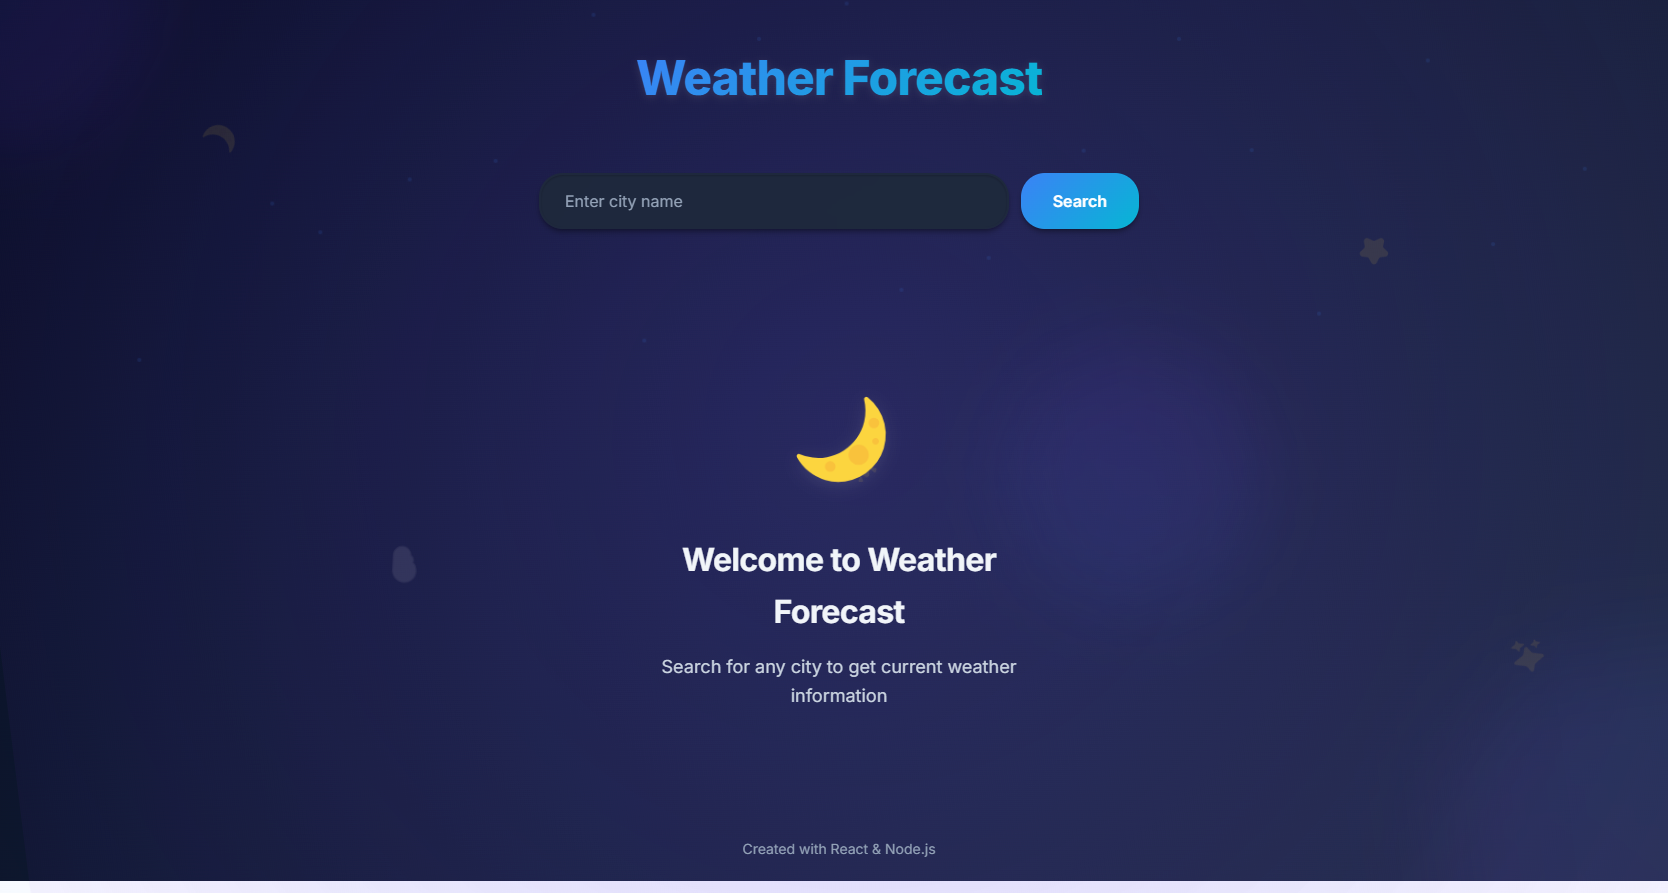 Weather Forecast
Enter city name
Search
Welcome to Weather
Forecast
Search for any city to get current weather
information
Created with React & Node.js